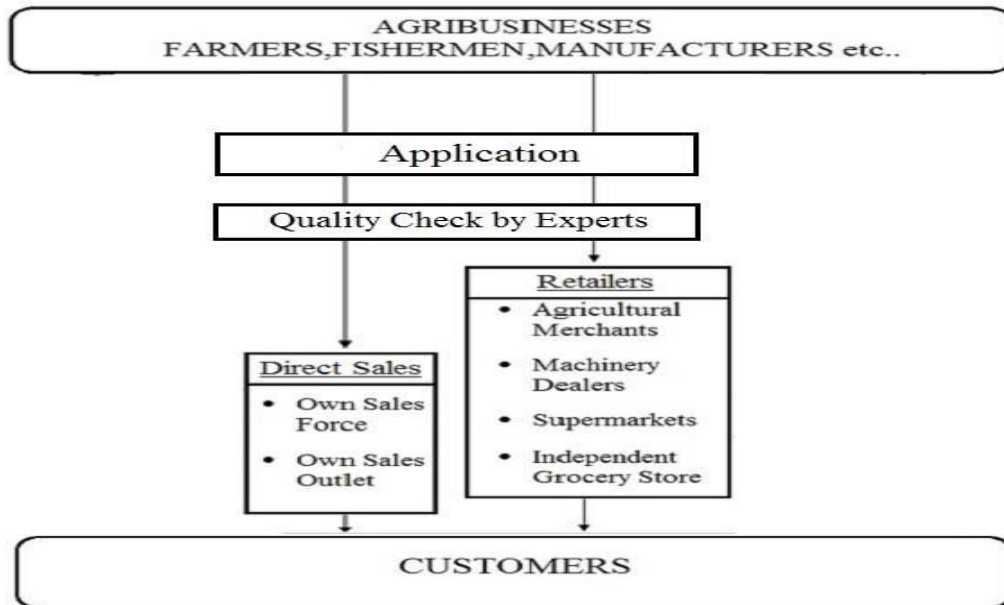 AGRIBUSINESSES
FARMERS,FISHERMEN,MANUFACTURERS etc..
Application
Quality Check by Experts
Direct Sales
• Own Sales
Force
• Own Sales
Outlet
Retailers
• Agricultural
Merchants
• Machinery
Dealers
• Supermarkets
• Independent
Grocery Store
CUSTOMERS